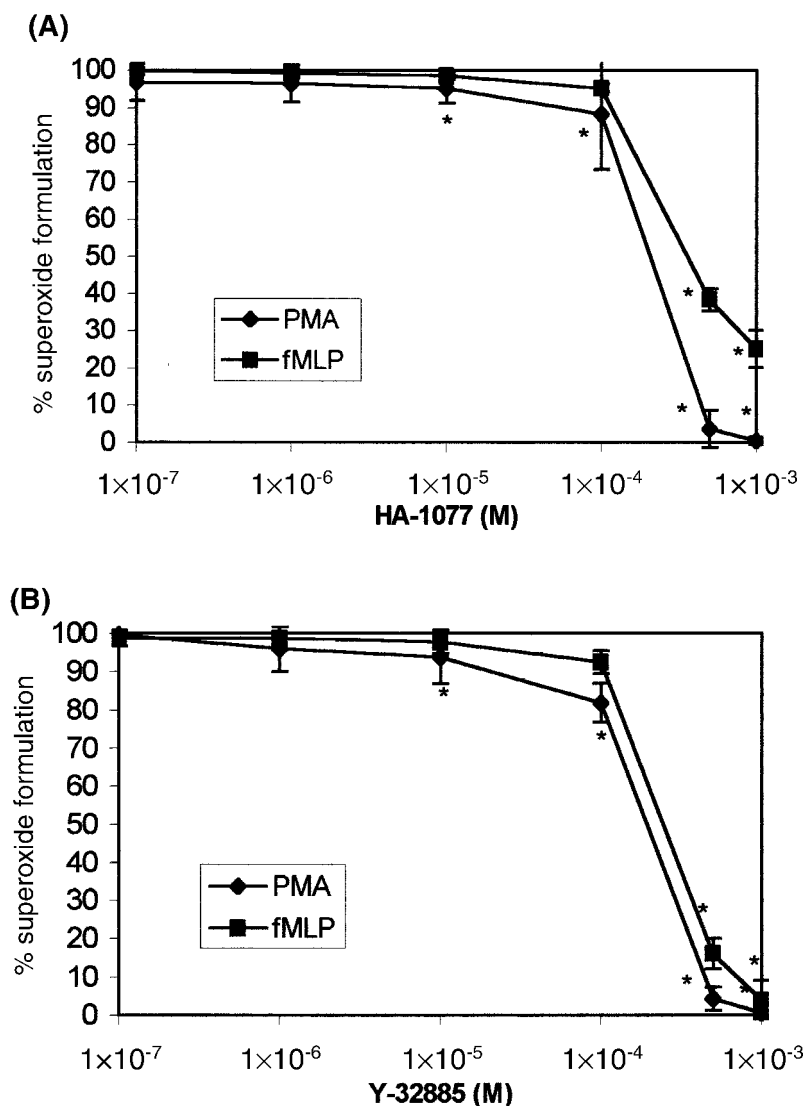 (A)
% superoxide formulation
100
90
80
70
60
50
40
30
20
10
0
*
*
*
*
*
*
PMA
fMLP
1×10⁻⁷ 1×10⁻⁶ 1×10⁻⁵ 1×10⁻⁴ 1×10⁻³
HA-1077 (M)
(B)
% superoxide formulation
100
90
80
70
60
50
40
30
20
10
0
*
*
*
*
*
*
PMA
fMLP
1×10⁻⁷ 1×10⁻⁶ 1×10⁻⁵ 1×10⁻⁴ 1×10⁻³
Y-32885 (M)